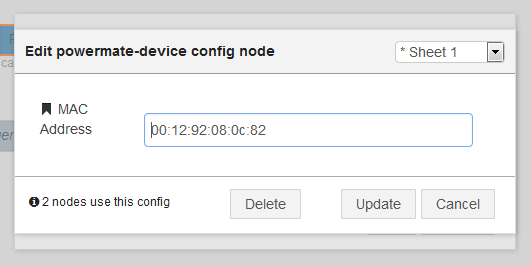 Edit powermate-device config node
* Sheet 1
MAC
Address
00:12:92:08:0c:82
2 nodes use this config
Delete
Update
Cancel